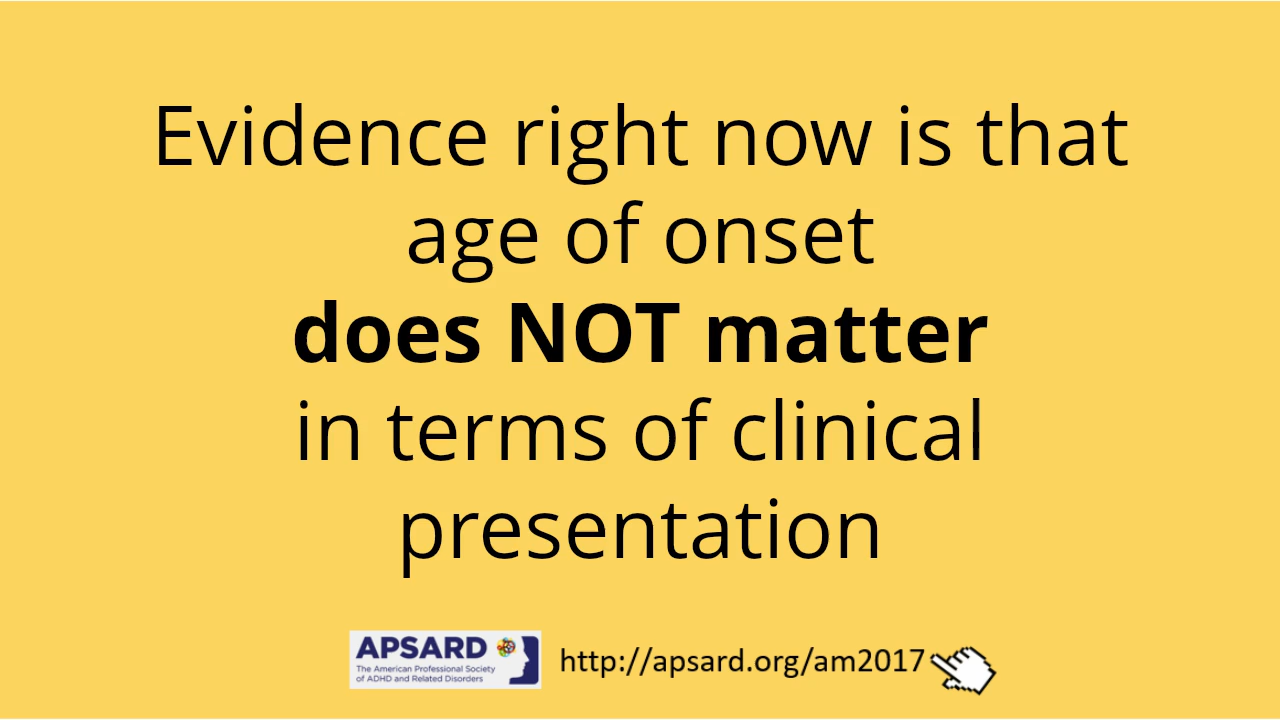 Evidence right now is that
age of onset
does NOT matter
in terms of clinical
presentation
APSARD
The American Professional Society
of ADHD and Related Disorders
http://apsard.org/am2017